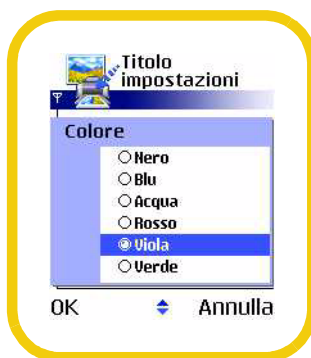 Titolo
impostazioni
Colore
Nero
Blu
Acqua
Rosso
Viola
Verde
OK Annulla